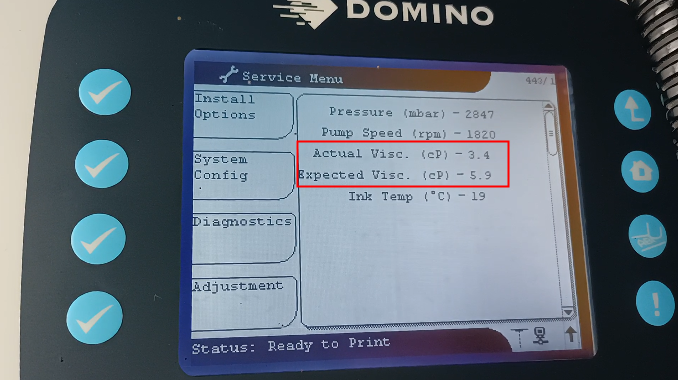 DOMINO
Service Menu
443/1
Install
Options
System
Config
Diagnostics
Adjustment
Pressure (mbar) - 2847
Pump Speed (rpm) - 1820
Actual Visc. (cP) - 3.4
Expected Visc. (cP) - 5.9
Ink Temp (°C) - 19
Status: Ready to Print